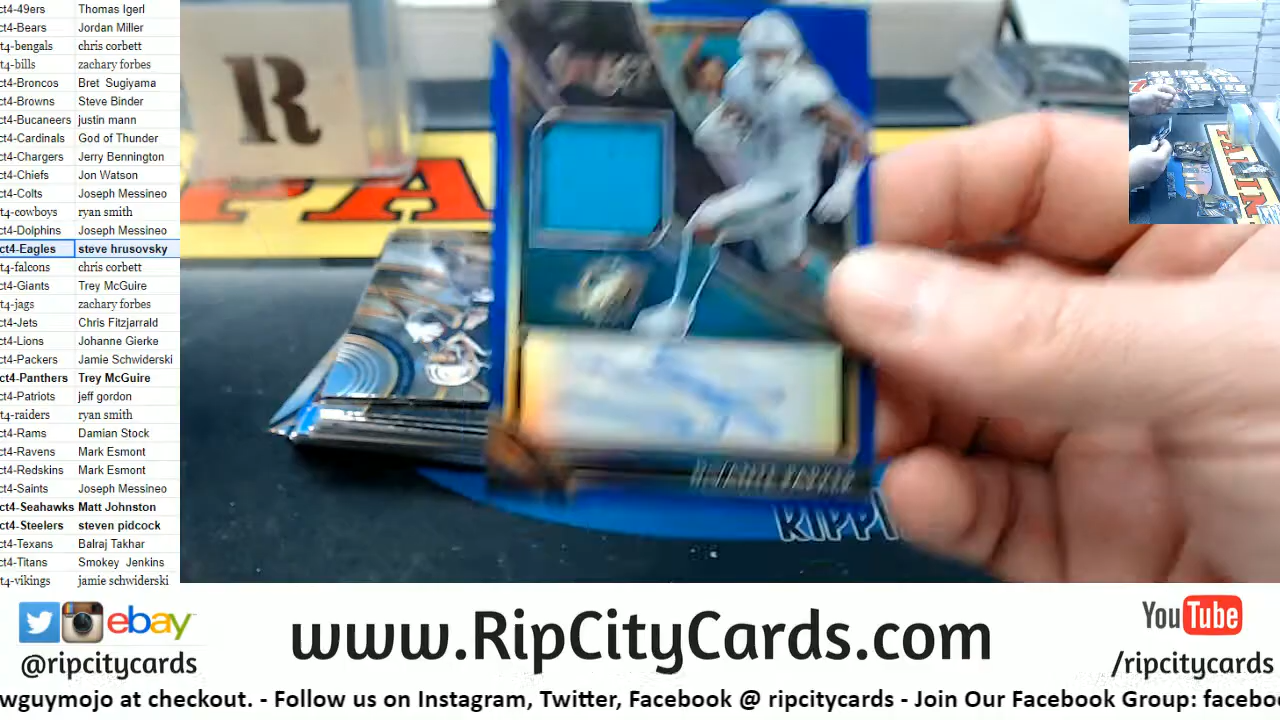 ct4-49ers Thomas Igerl
ct4-Bears Jordan Miller
t4-bengals chris corbett
t4-bills zachary forbes
ct4-Broncos Bret Sugiyama
ct4-Browns Steve Binder
ct4-Bucaneers justin mann
ct4-Cardinals God of Thunder
ct4-Chargers Jerry Bennington
ct4-Chiefs Jon Watson
ct4-Colts Joseph Messineo
ct4-cowboys ryan smith
ct4-Dolphins Joseph Messineo
ct4-Eagles steve hrusovsky
ct4-falcons chris corbett
ct4-Giants Trey McGuire
t4-jags zachary forbes
ct4-Jets Chris Fitzjarrald
ct4-Lions Johanne Gierke
ct4-Packers Jamie Schwiderski
ct4-Panthers Trey McGuire
ct4-Patriots jeff gordon
t4-raiders ryan smith
ct4-Rams Damian Stock
ct4-Ravens Mark Esmont
ct4-Redskins Mark Esmont
ct4-Saints Joseph Messineo
ct4-Seahawks Matt Johnston
ct4-Steelers steven pidcock
ct4-Texans Balraj Takhar
ct4-Titans Smokey Jenkins
t4-vikings jamie schwiderski
R
PA
RIPPI
ebay
@ripcitycards
www.RipCityCards.com
YouTube
/ripcitycards
wguymojo at checkout. - Follow us on Instagram, Twitter, Facebook @ ripcitycards - Join Our Facebook Group: facebo